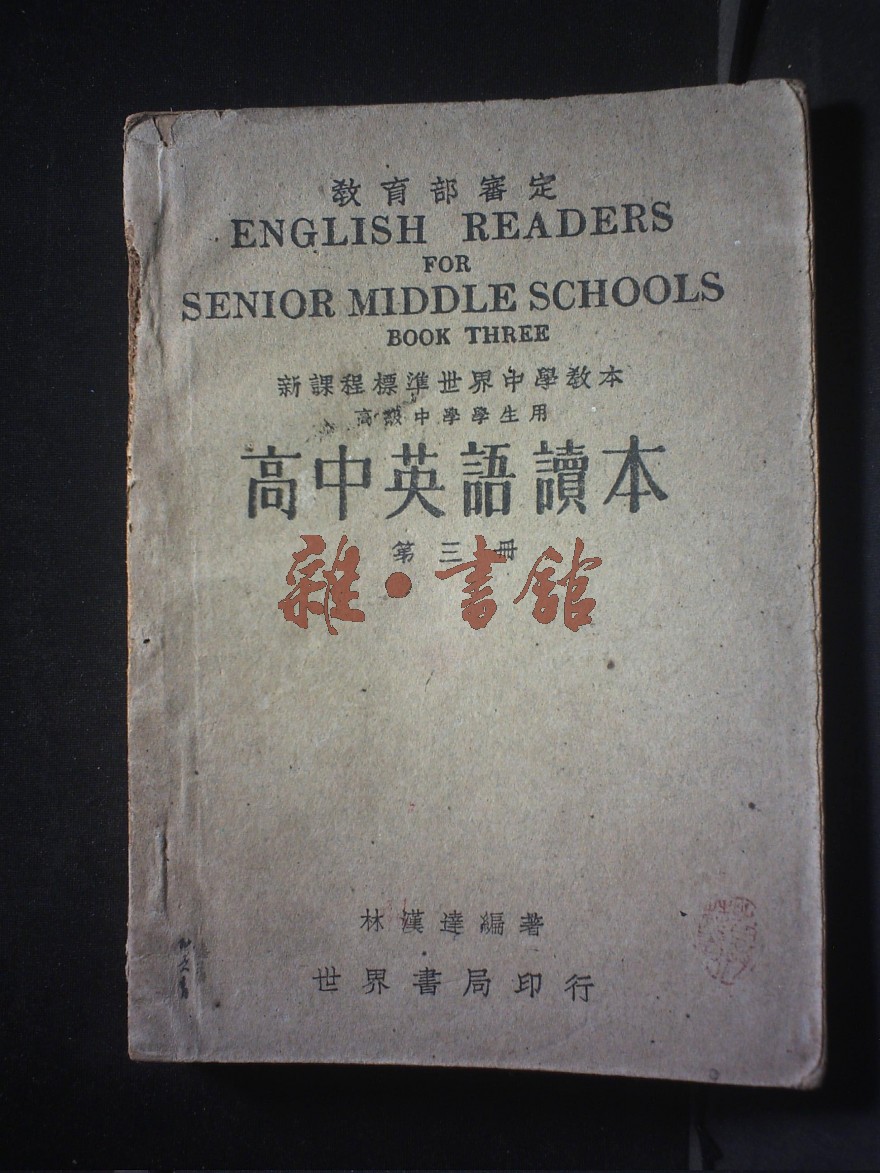 教育部審定
ENGLISH READERS
FOR
SENIOR MIDDLE SCHOOLS
BOOK THREE
新課程標準世界中學教本
高級中學學生用
高中英語讀本
第三冊
雜·書館
林漢達編著
世界書局印行